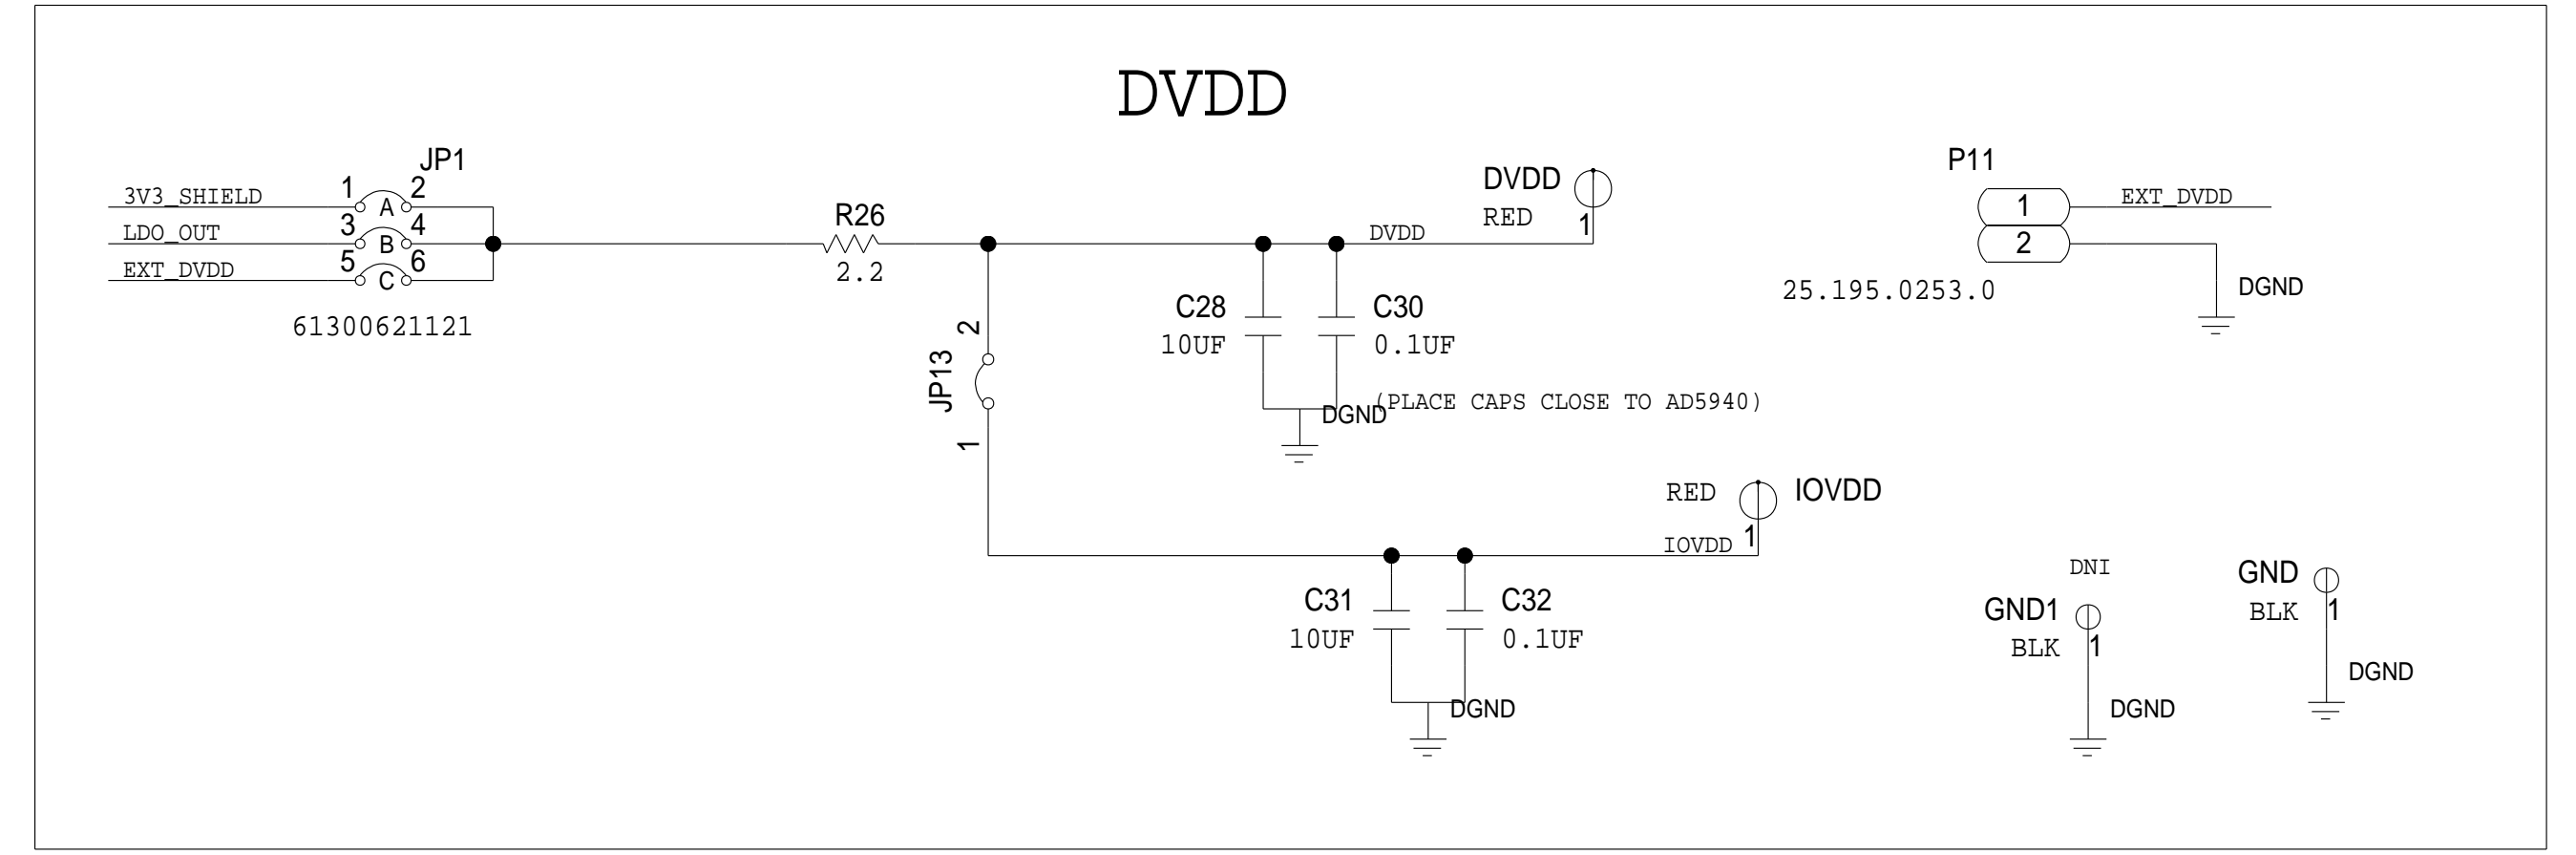 DVDD
JP1
3V3_SHIELD
1
2
A
LDO_OUT
3
4
B
EXT_DVDD
5
6
C
61300621121
R26
2.2
DVDD
RED
1
DVDD
P11
1
EXT_DVDD
2
25.195.0253.0
DGND
C28
10UF
C30
0.1UF
2
JP13
1
(PLACE CAPS CLOSE TO AD5940)
DGND
RED
IOVDD
1
IOVDD
C31
10UF
C32
0.1UF
DGND
DNI
GND1
BLK
1
DGND
GND
BLK
1
DGND